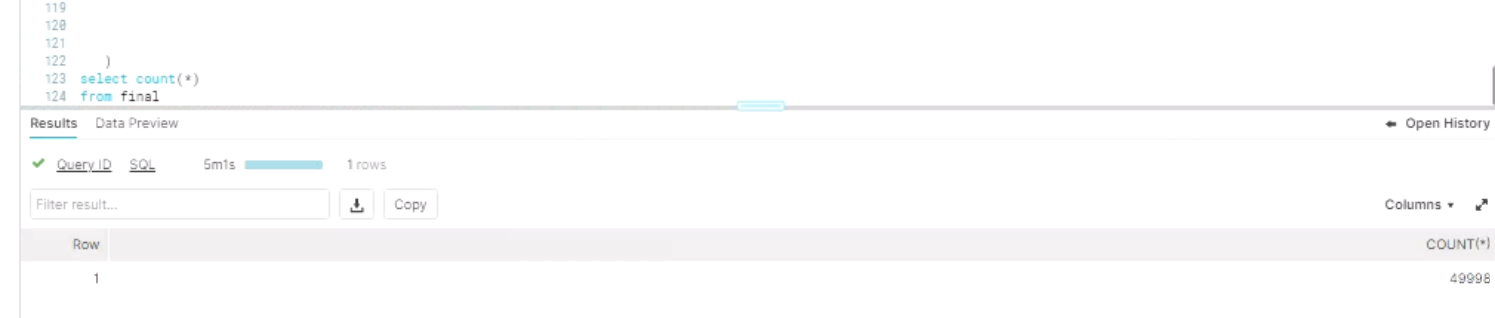 119
120
121
122 )
123 select count(*)
124 from final
Results Data Preview Open History
Query ID SQL 5m1s 1 rows
Filter result... Copy Columns
Row COUNT(*)
1 49998